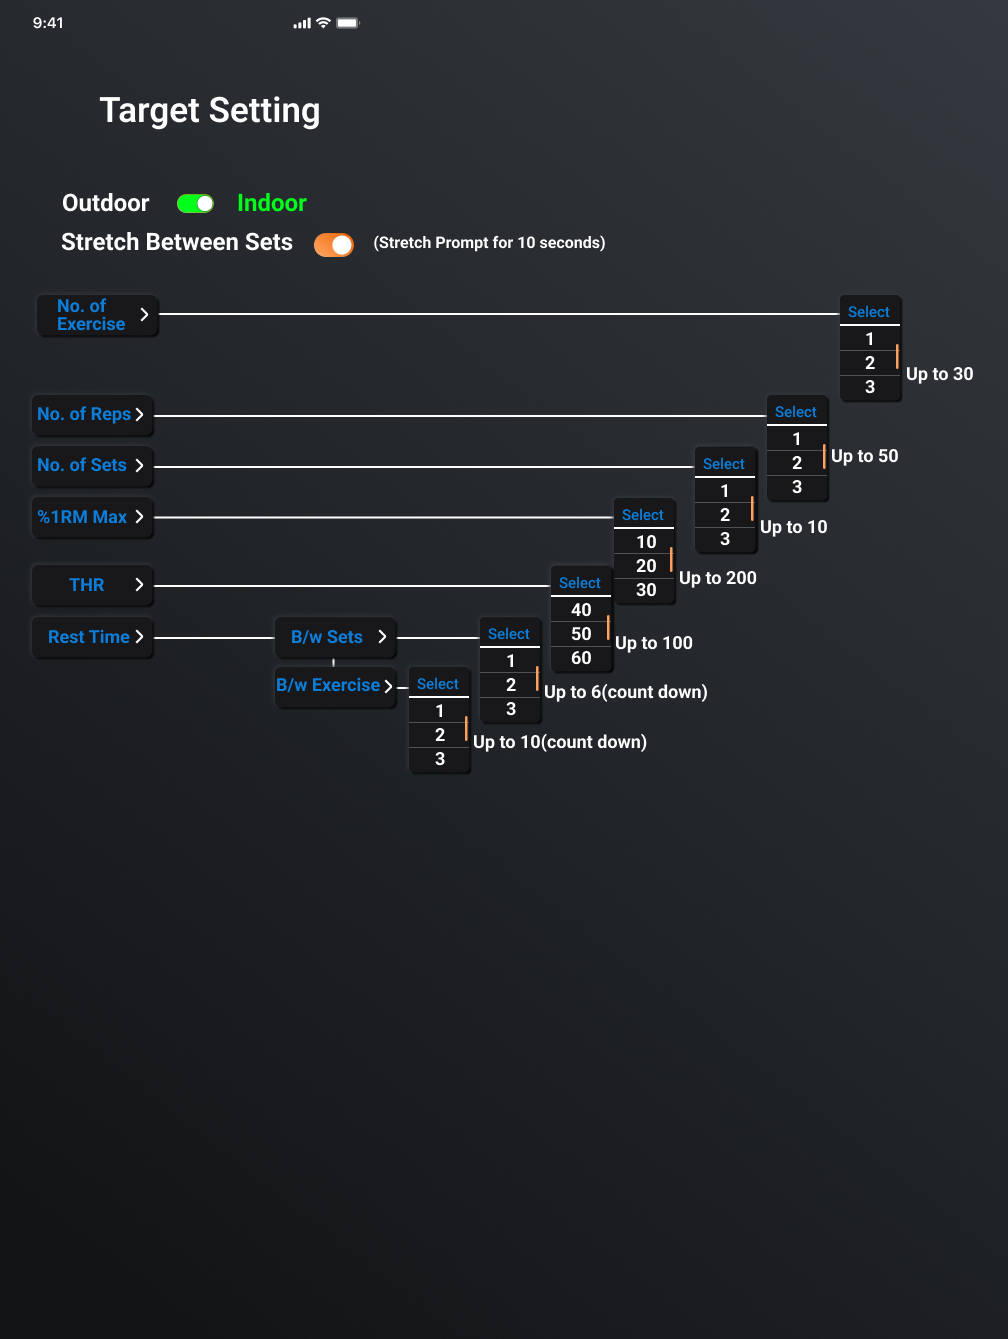 9:41
Target Setting
Outdoor Indoor
Stretch Between Sets (Stretch Prompt for 10 seconds)
No. of
Exercise
Select
1
2
3
Up to 30
No. of Reps
Select
1
2
3
Up to 50
No. of Sets
Select
1
2
3
Up to 10
%1RM Max
Select
10
20
30
Up to 200
THR
Select
40
50
60
Up to 100
Rest Time
B/w Sets
Select
1
2
3
Up to 6(count down)
B/w Exercise
Select
1
2
3
Up to 10(count down)